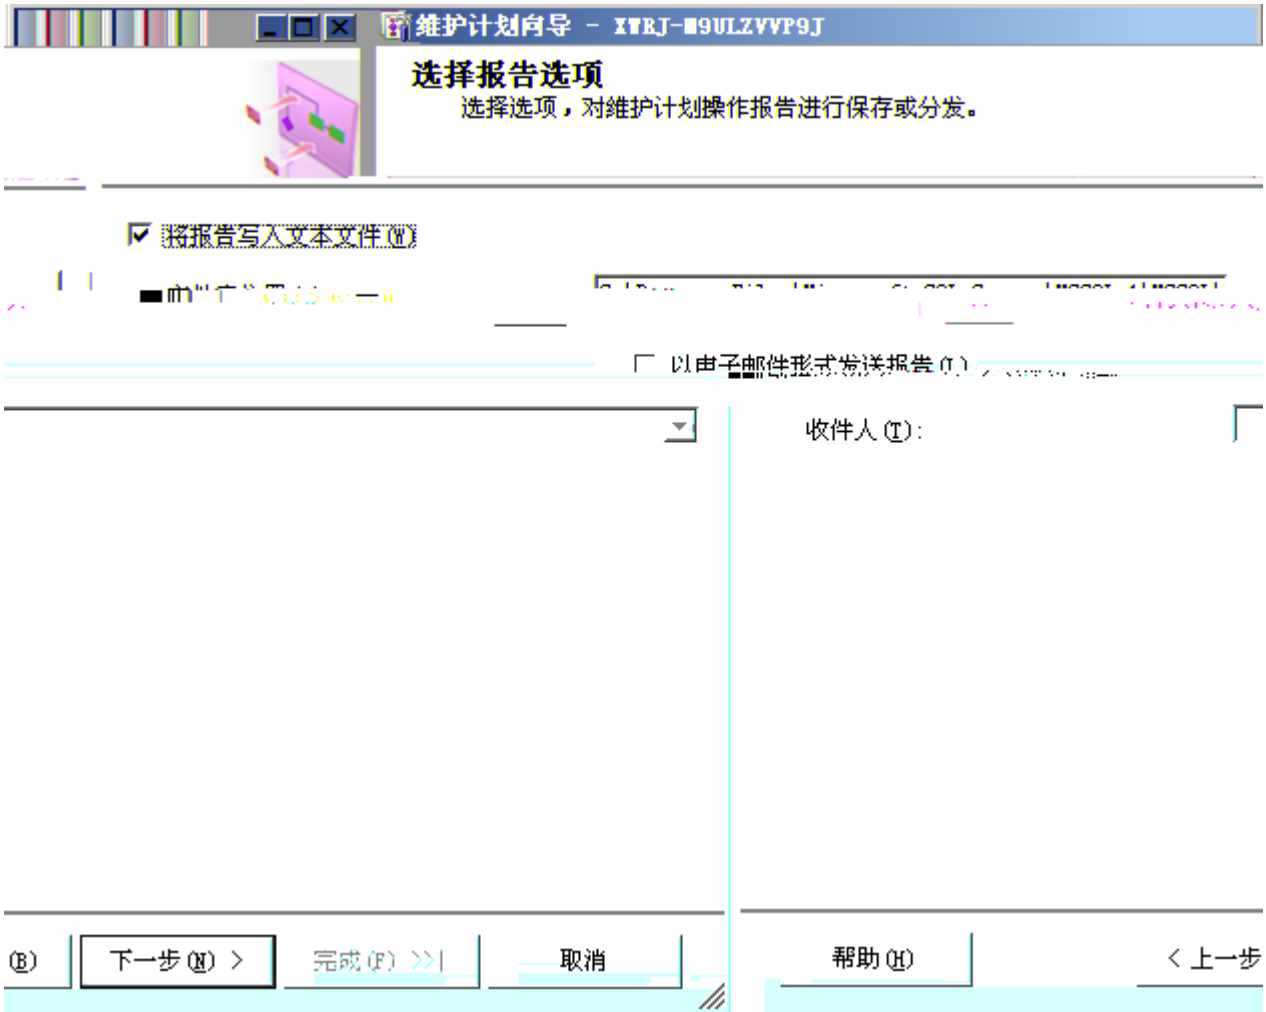 维护计划向导 - XWRJ-M9ULZVVP9J
选择报告选项
选择选项，对维护计划操作报告进行保存或分发。
将报告写入文本文件(W)
以电子邮件形式发送报告(L)
收件人(T):
(B) 下一步(N) > 完成(F) >>| 取消 帮助(H) < 上一步